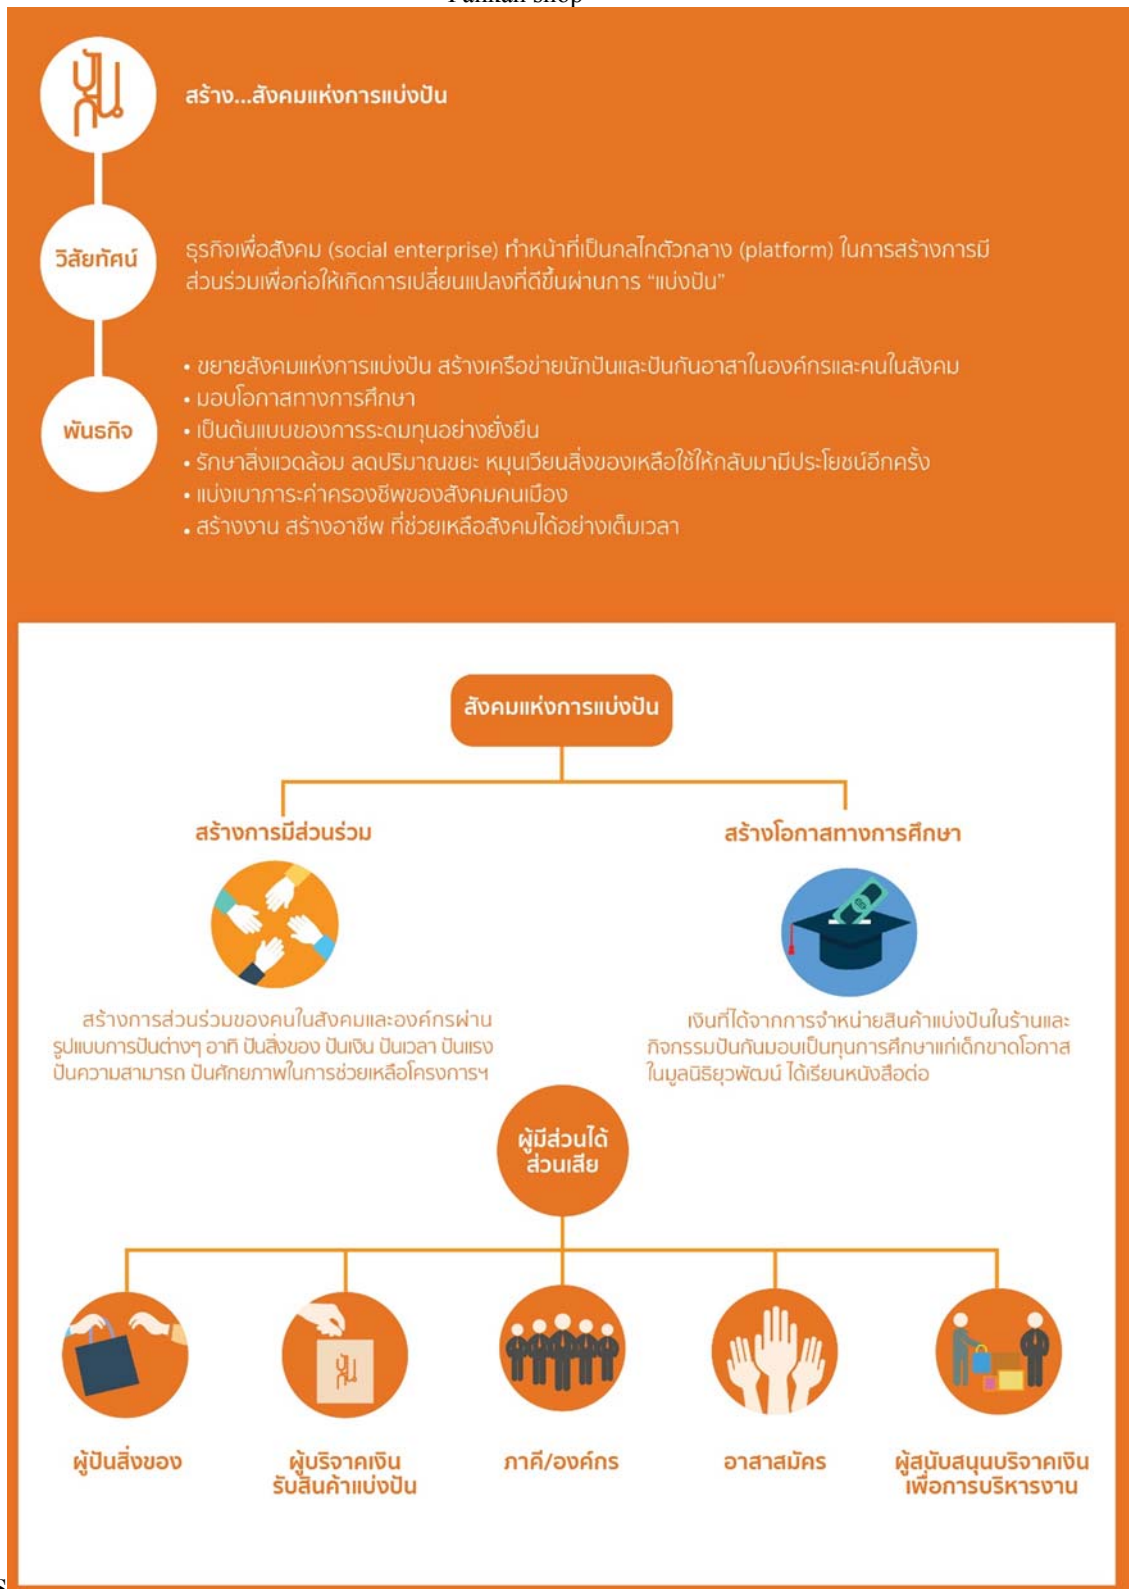 Pankan shop
ปันกัน
สร้าง...สังคมแห่งการแบ่งปัน
วิสัยทัศน์
ธุรกิจเพื่อสังคม (social enterprise) ทำหน้าที่เป็นกลไกตัวกลาง (platform) ในการสร้างการมี
ส่วนร่วมเพื่อก่อให้เกิดการเปลี่ยนแปลงที่ดีขึ้นผ่านการ “แบ่งปัน”
พันธกิจ
• ขยายสังคมแห่งการแบ่งปัน สร้างเครือข่ายนักปันและปันกันอาสาในองค์กรและคนในสังคม
• มอบโอกาสทางการศึกษา
• เป็นต้นแบบของการระดมทุนอย่างยั่งยืน
• รักษาสิ่งแวดล้อม ลดปริมาณขยะ หมุนเวียนสิ่งของเหลือใช้ให้กลับมามีประโยชน์อีกครั้ง
• แบ่งเบาภาระค่าครองชีพของสังคมคนเมือง
• สร้างงาน สร้างอาชีพ ที่ช่วยเหลือสังคมได้อย่างเต็มเวลา
สังคมแห่งการแบ่งปัน
สร้างการมีส่วนร่วม
สร้างการส่วนร่วมของคนในสังคมและองค์กรผ่าน
รูปแบบการปันต่างๆ อาทิ ปันสิ่งของ ปันเงิน ปันเวลา ปันแรง
ปันความสามารถ ปันศักยภาพในการช่วยเหลือโครงการฯ
สร้างโอกาสทางการศึกษา
เงินที่ได้จากการจำหน่ายสินค้าแบ่งปันในร้านและ
กิจกรรมปันกันมอบเป็นทุนการศึกษาแก่เด็กขาดโอกาส
ในมูลนิธิยุวพัฒน์ ได้เรียนหนังสือต่อ
ผู้มีส่วนได้
ส่วนเสีย
ผู้ปันสิ่งของ
ผู้บริจาคเงิน
รับสินค้าแบ่งปัน
ภาคี/องค์กร
อาสาสมัคร
ผู้สนับสนุนบริจาคเงิน
เพื่อการบริหารงาน